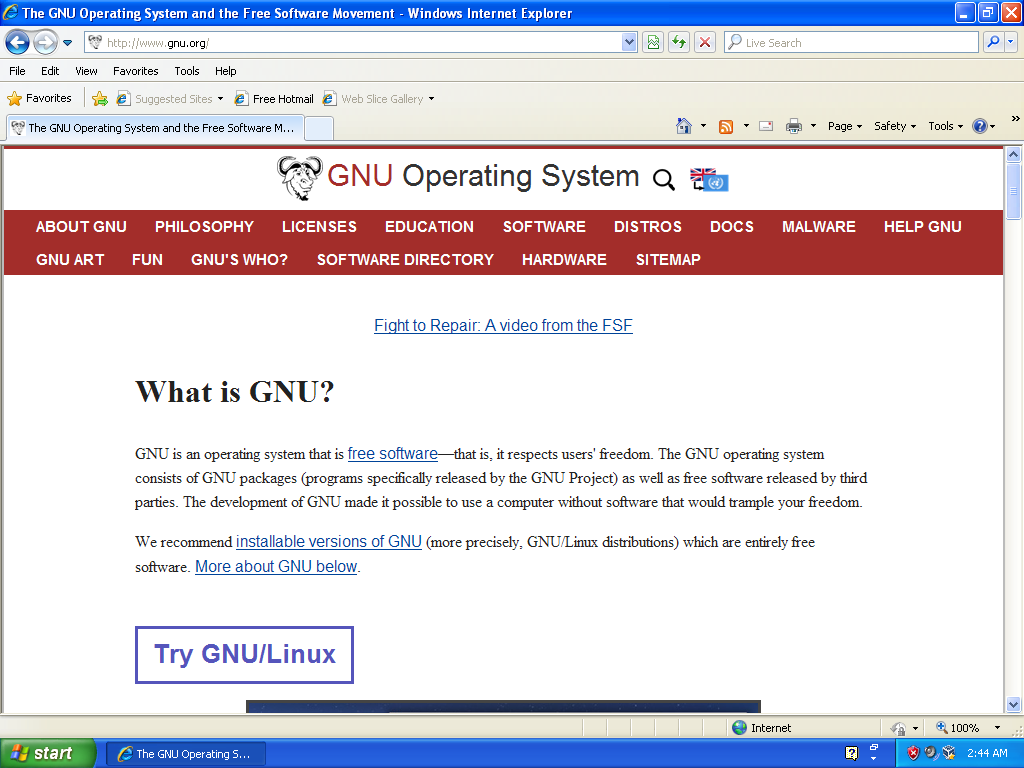 The GNU Operating System and the Free Software Movement - Windows Internet Explorer
http://www.gnu.org/
Live Search
File Edit View Favorites Tools Help
Favorites Suggested Sites Free Hotmail Web Slice Gallery
The GNU Operating System and the Free Software M... Page Safety Tools »
GNU Operating System
ABOUT GNU PHILOSOPHY LICENSES EDUCATION SOFTWARE DISTROS DOCS MALWARE HELP GNU
GNU ART FUN GNU'S WHO? SOFTWARE DIRECTORY HARDWARE SITEMAP
Fight to Repair: A video from the FSF
What is GNU?
GNU is an operating system that is free software—that is, it respects users' freedom. The GNU operating system
consists of GNU packages (programs specifically released by the GNU Project) as well as free software released by third
parties. The development of GNU made it possible to use a computer without software that would trample your freedom.
We recommend installable versions of GNU (more precisely, GNU/Linux distributions) which are entirely free
software. More about GNU below.
Try GNU/Linux
Internet 100%
start The GNU Operating S... 2:44 AM